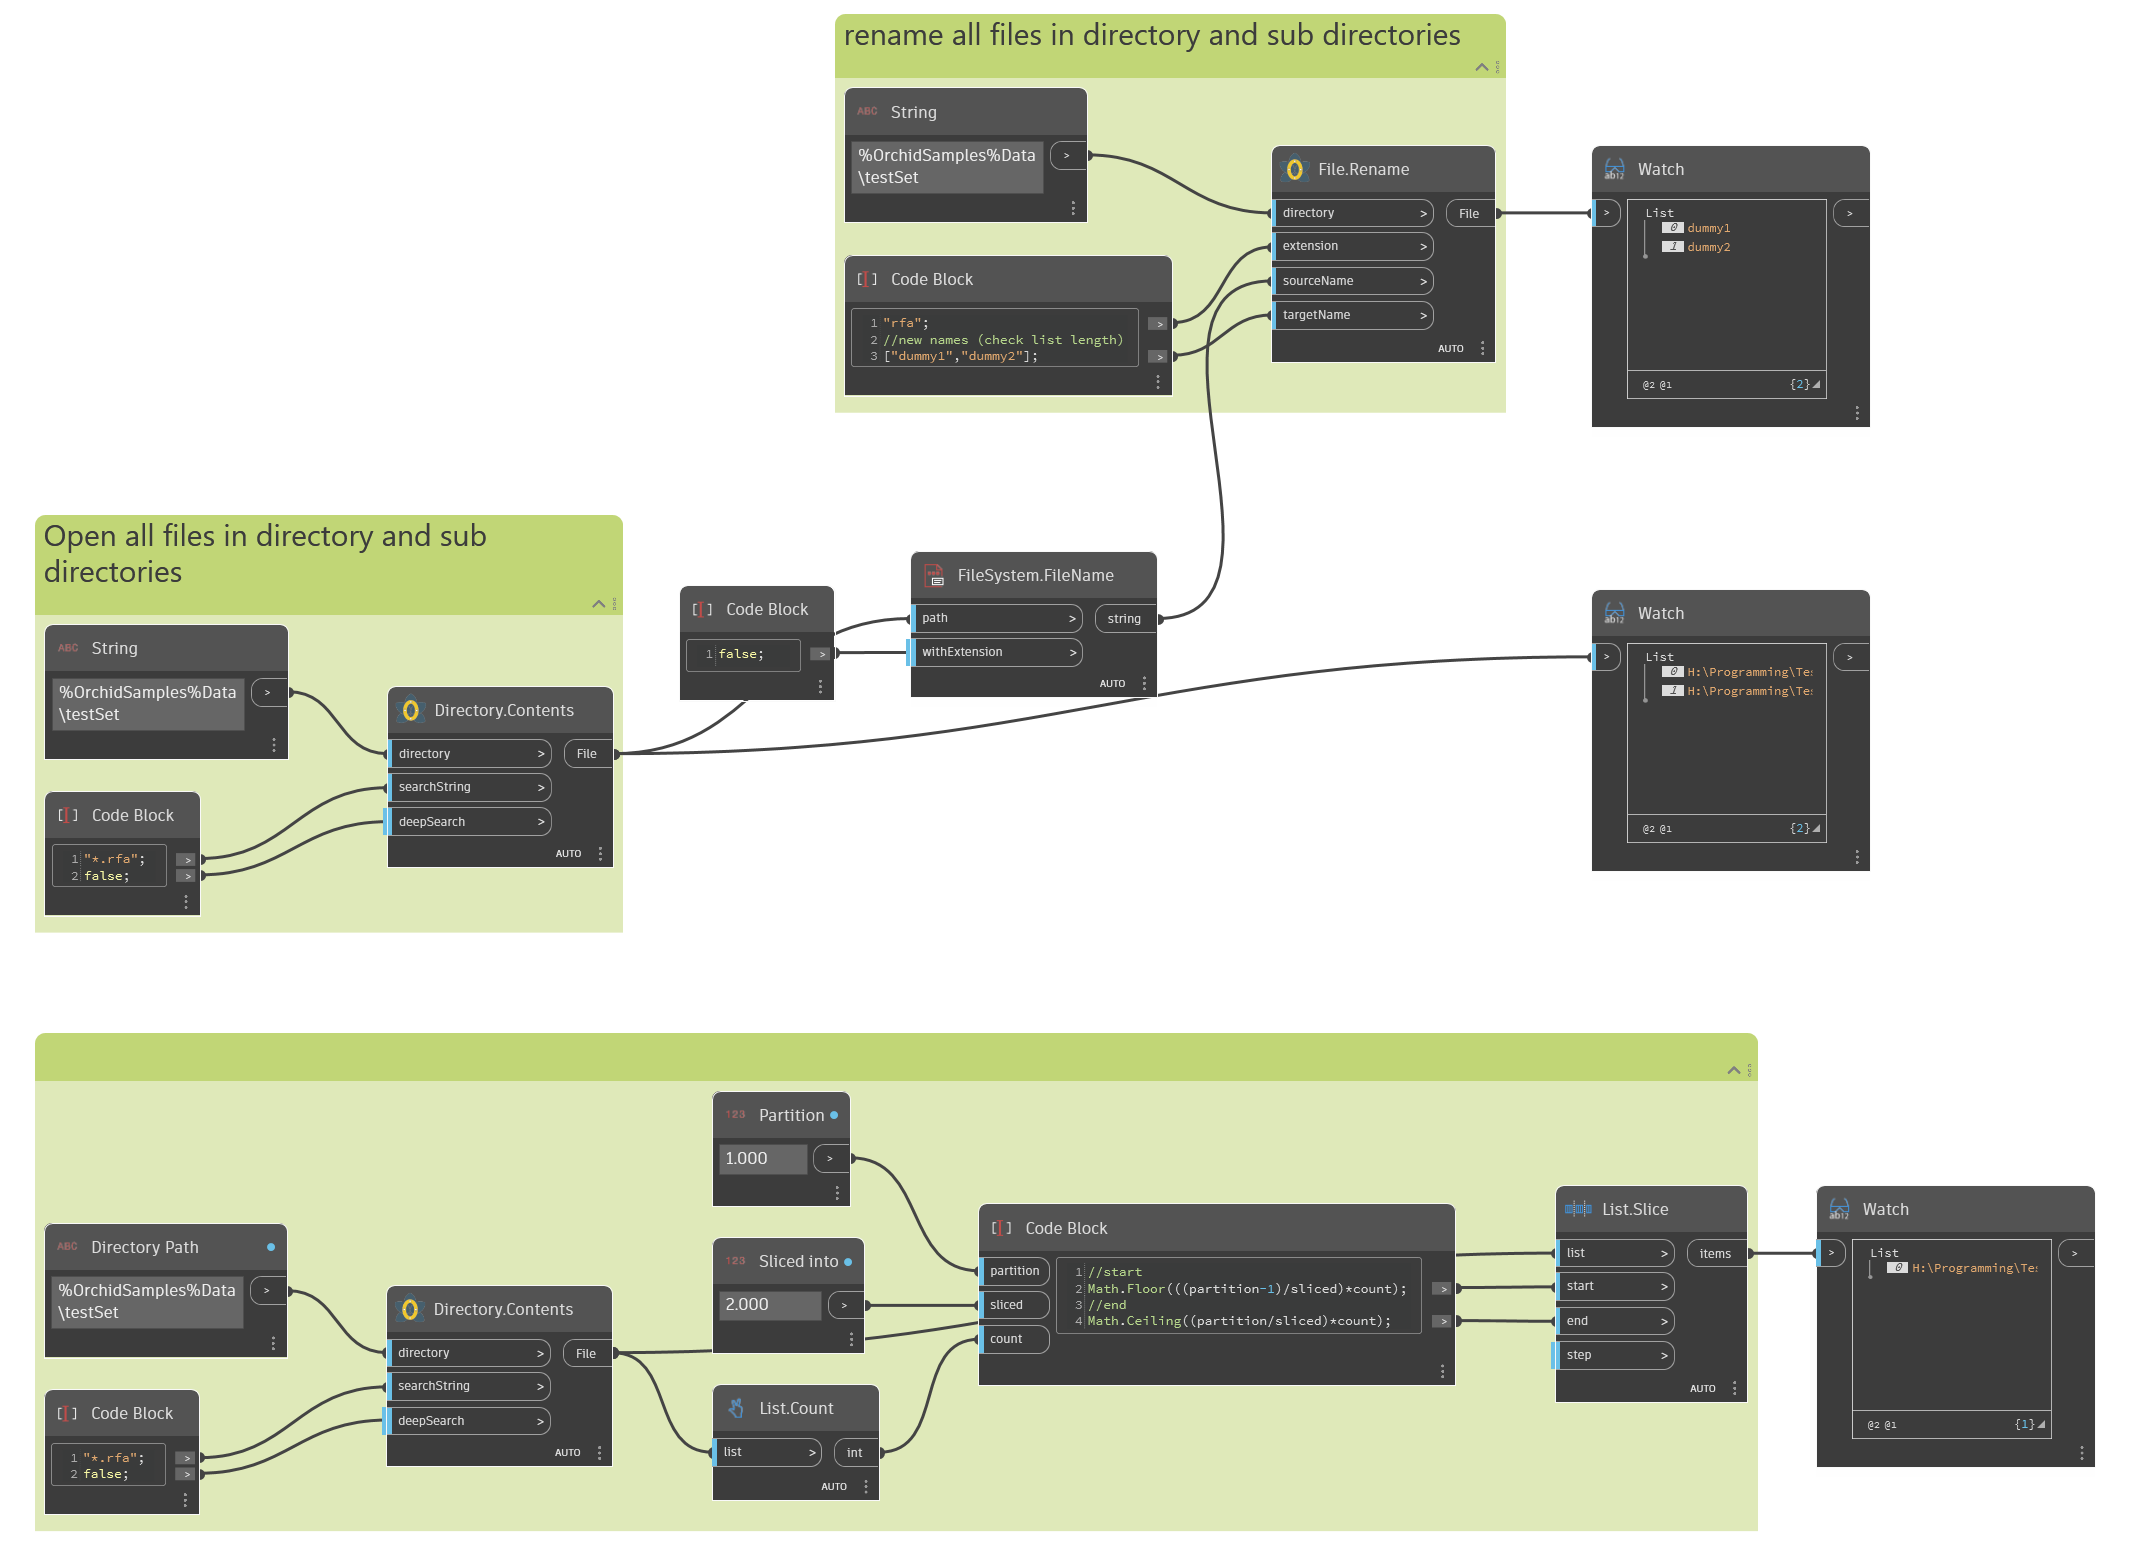 rename all files in directory and sub directories
ABC String
%OrchidSamples%Data
\testSet
>
Code Block
1 "rfa";
2 //new names (check list length)
3 ["dummy1","dummy2"];
>
>
File.Rename
directory >
File
extension >
sourceName >
targetName >
AUTO
Watch
>
List
0 dummy1
1 dummy2
@2 @1 {2}
>
Open all files in directory and sub
directories
ABC String
%OrchidSamples%Data
\testSet
>
Code Block
1 "*.rfa";
2 false;
>
>
Directory.Contents
directory >
File
searchString >
deepSearch >
AUTO
Code Block
1 false;
>
FileSystem.FileName
path >
string
withExtension >
AUTO
Watch
>
List
0 H:\Programming\Te
1 H:\Programming\Te
@2 @1 {2}
>
123 Partition
1.000
>
123 Sliced into
2.000
>
ABC Directory Path
%OrchidSamples%Data
\testSet
>
Code Block
1 "*.rfa";
2 false;
>
>
Directory.Contents
directory >
File
searchString >
deepSearch >
AUTO
List.Count
list >
int
AUTO
Code Block
partition
sliced
count
1 //start
2 Math.Floor(((partition-1)/sliced)*count);
3 //end
4 Math.Ceiling((partition/sliced)*count);
>
>
List.Slice
list >
items
start >
end >
step >
AUTO
Watch
>
List
0 H:\Programming\Te
@2 @1 {1}
>